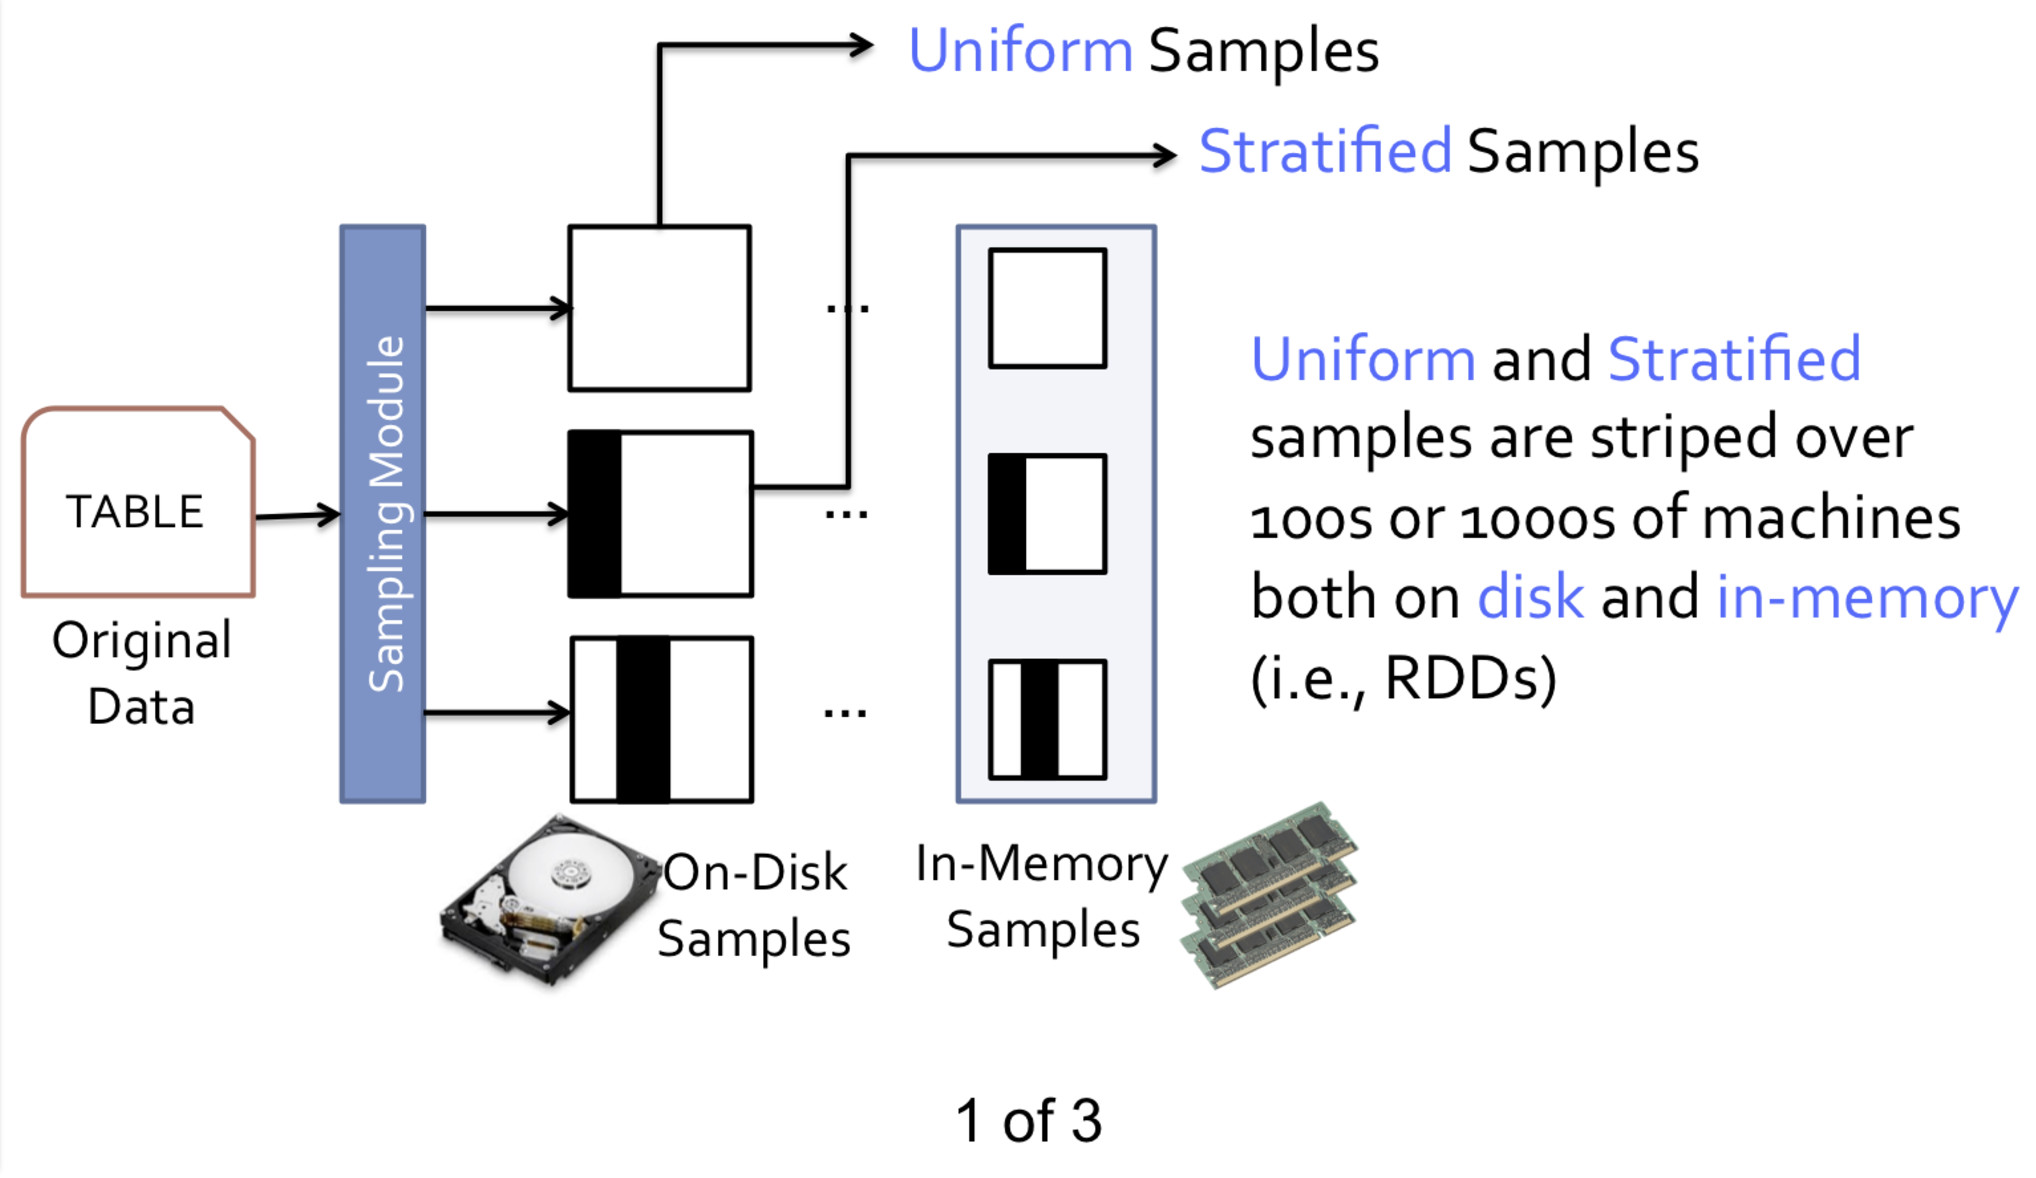 Uniform Samples
Stratified Samples
...
Sampling Module
TABLE
Original
Data
...
...
Uniform and Stratified
samples are striped over
100s or 1000s of machines
both on disk and in-memory
(i.e., RDDs)
On-Disk
Samples
In-Memory
Samples
1 of 3